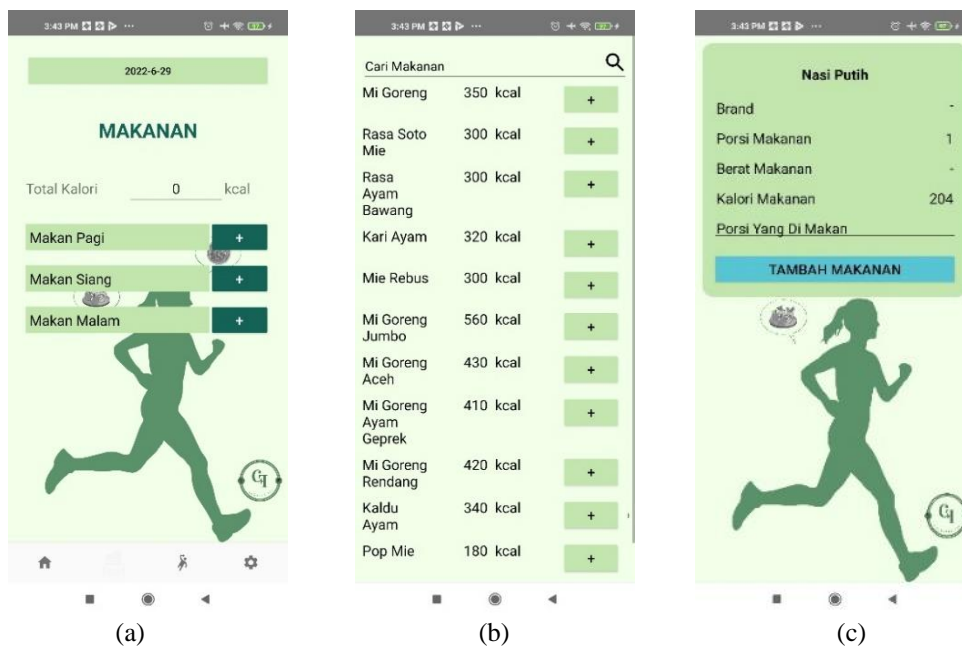 3:43 PM
2022-6-29
MAKANAN
Total Kalori 0 kcal
Makan Pagi +
Makan Siang +
Makan Malam +
(a)
3:43 PM
Cari Makanan
Mi Goreng 350 kcal +
Rasa Soto 300 kcal +
Mie
Rasa 300 kcal +
Ayam
Bawang
Kari Ayam 320 kcal +
Mie Rebus 300 kcal +
Mi Goreng 560 kcal +
Jumbo
Mi Goreng 430 kcal +
Aceh
Mi Goreng 410 kcal +
Ayam
Geprek
Mi Goreng 420 kcal +
Rendang
Kaldu 340 kcal +
Ayam
Pop Mie 180 kcal +
(b)
3:43 PM
Nasi Putih
Brand -
Porsi Makanan 1
Berat Makanan -
Kalori Makanan 204
Porsi Yang Di Makan
TAMBAH MAKANAN
(c)